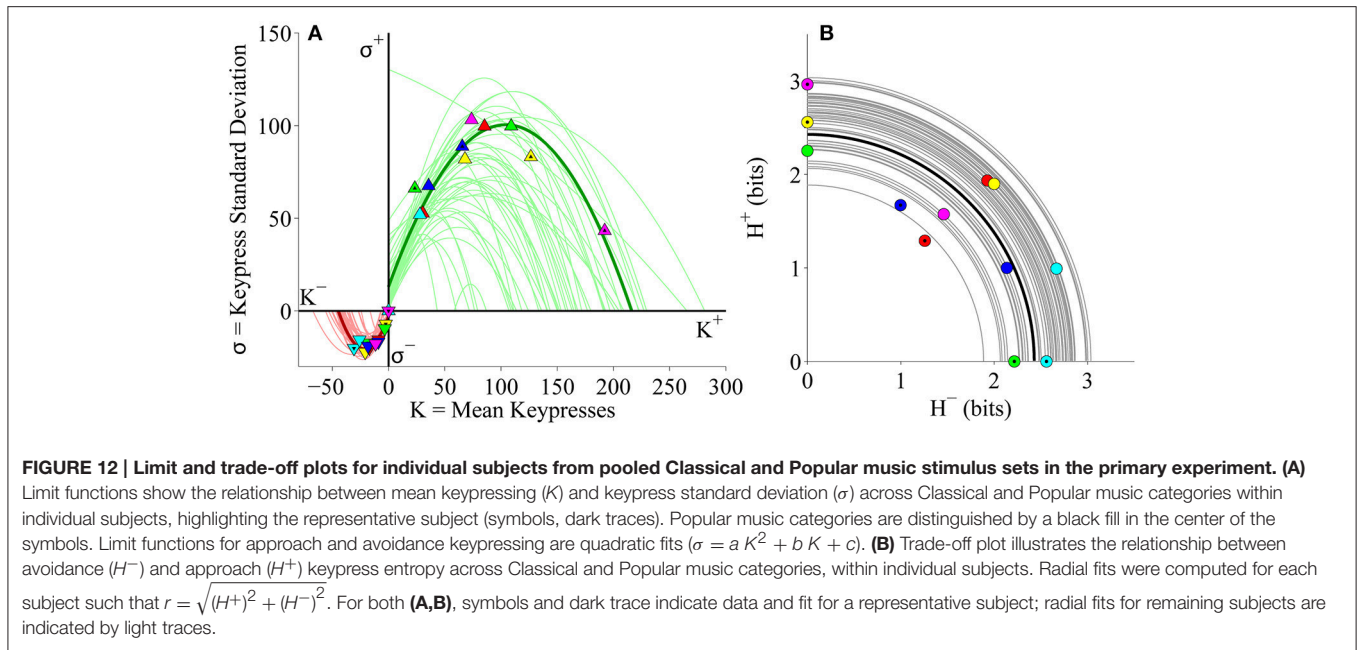 A
B
150
100
50
0
σ+
K−
K+
σ−
σ = Keypress Standard Deviation
−50 0 50 100 150 200 250 300
K = Mean Keypresses
3
2
1
0
H+ (bits)
0 1 2 3
H− (bits)
FIGURE 12 | Limit and trade-off plots for individual subjects from pooled Classical and Popular music stimulus sets in the primary experiment. (A)
Limit functions show the relationship between mean keypressing (K) and keypress standard deviation (σ) across Classical and Popular music categories within
individual subjects, highlighting the representative subject (symbols, dark traces). Popular music categories are distinguished by a black fill in the center of the
symbols. Limit functions for approach and avoidance keypressing are quadratic fits (σ = a K² + b K + c). (B) Trade-off plot illustrates the relationship between
avoidance (H−) and approach (H+) keypress entropy across Classical and Popular music categories, within individual subjects. Radial fits were computed for each
subject such that r = √(H+)² + (H−)². For both (A,B), symbols and dark trace indicate data and fit for a representative subject; radial fits for remaining subjects are
indicated by light traces.